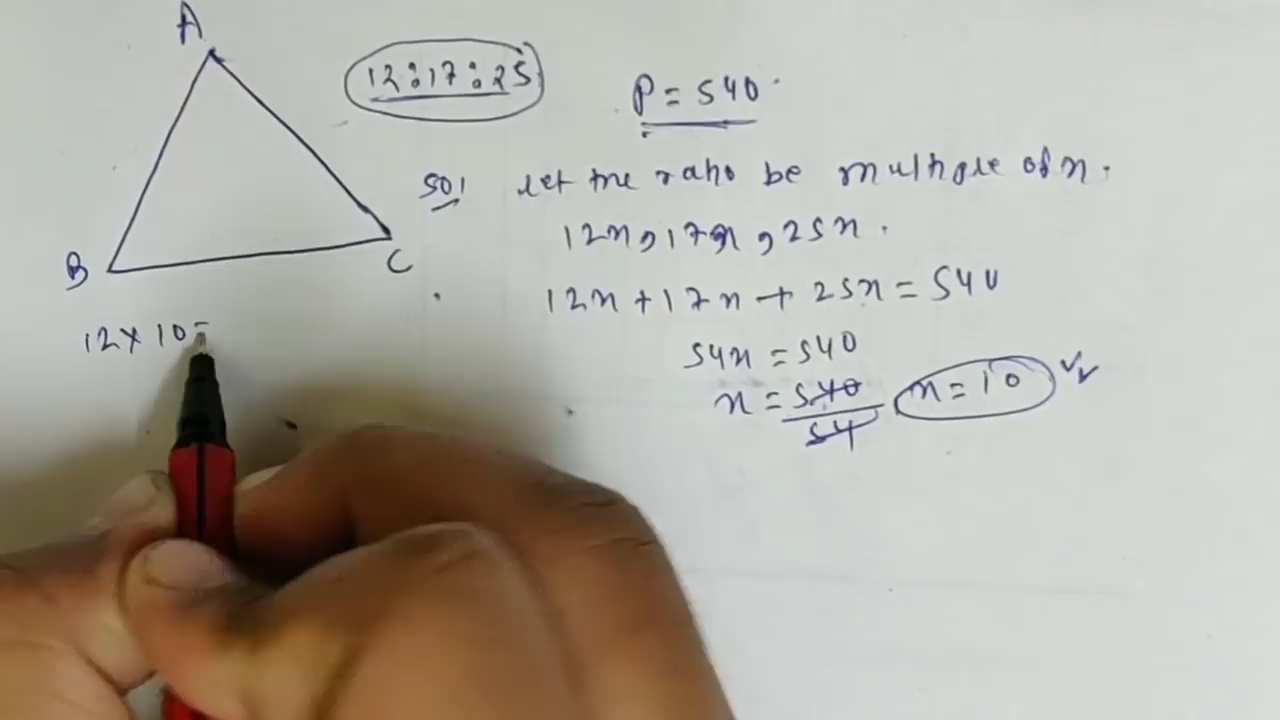 A
12:17:25
P = 540
Sol let the ratio be multiple of x.
B
C
12x, 17x, 25x.
12x + 17x + 25x = 540
12 x 10 =
54x = 540
x = 540/54 x = 10